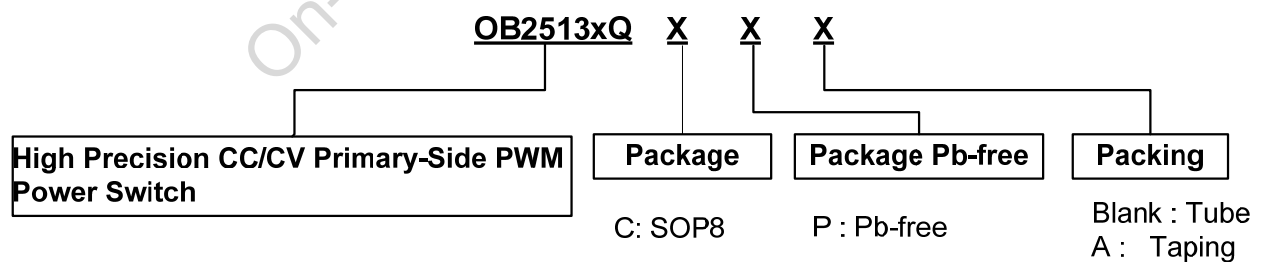 On-
OB2513xQ X X X
High Precision CC/CV Primary-Side PWM
Power Switch
Package
Package Pb-free
Packing
C: SOP8
P : Pb-free
Blank : Tube
A : Taping